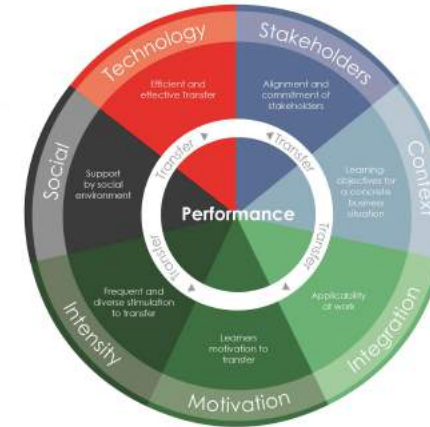 Technology
Efficient and
effective Transfer
Stakeholders
Alignment and
commitment of
stakeholders
Context
Learning-
objectives for
a concrete
business
situation
Integration
Applicability
at work
Motivation
Learners
motivation to
transfer
Intensity
Frequent and
diverse stimulation
to transfer
Social
Support
by social
environment
Transfer
Transfer
Transfer
Transfer
Transfer
Performance